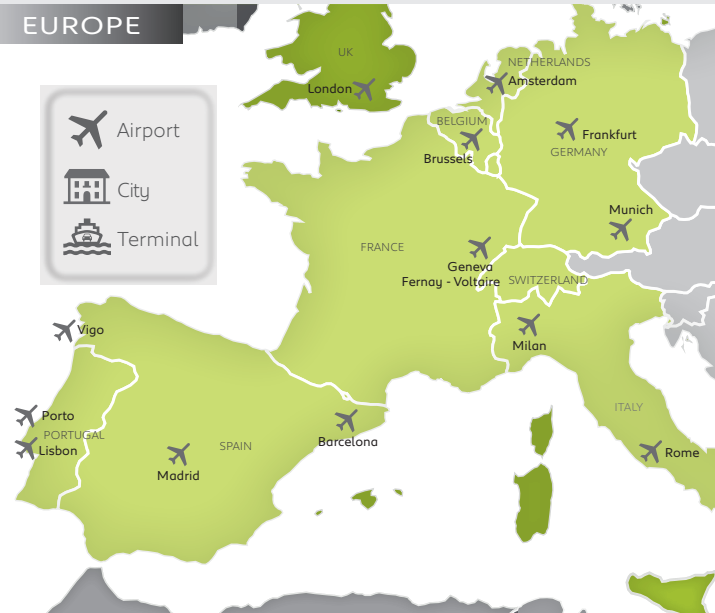 EUROPE
UK
London
NETHERLANDS
Amsterdam
Airport
City
Terminal
BELGIUM
Brussels
Frankfurt
GERMANY
Munich
FRANCE
Geneva
Fernay - Voltaire
SWITZERLAND
Vigo
Milan
Porto
PORTUGAL
Lisbon
SPAIN
Madrid
Barcelona
ITALY
Rome